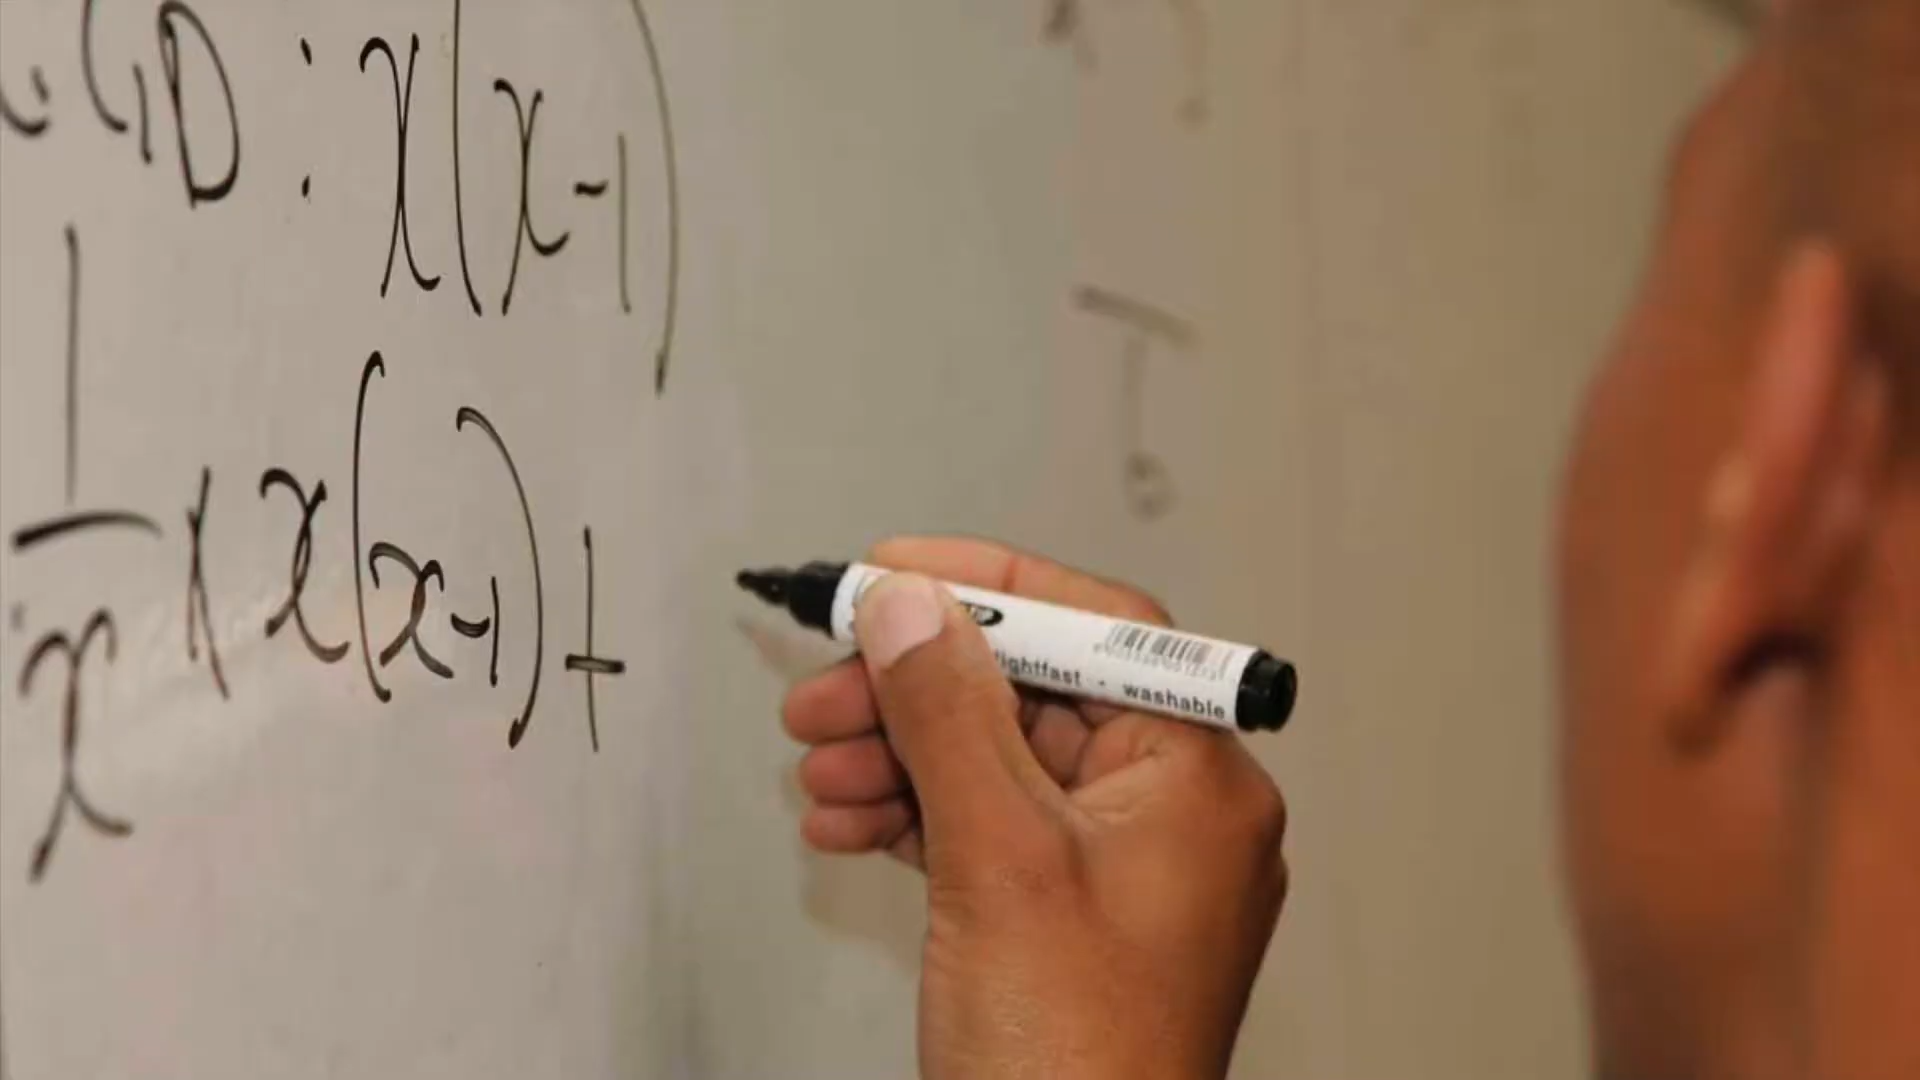 LCD : x(x-1)
1/x × x(x-1) +
lightfast - washable